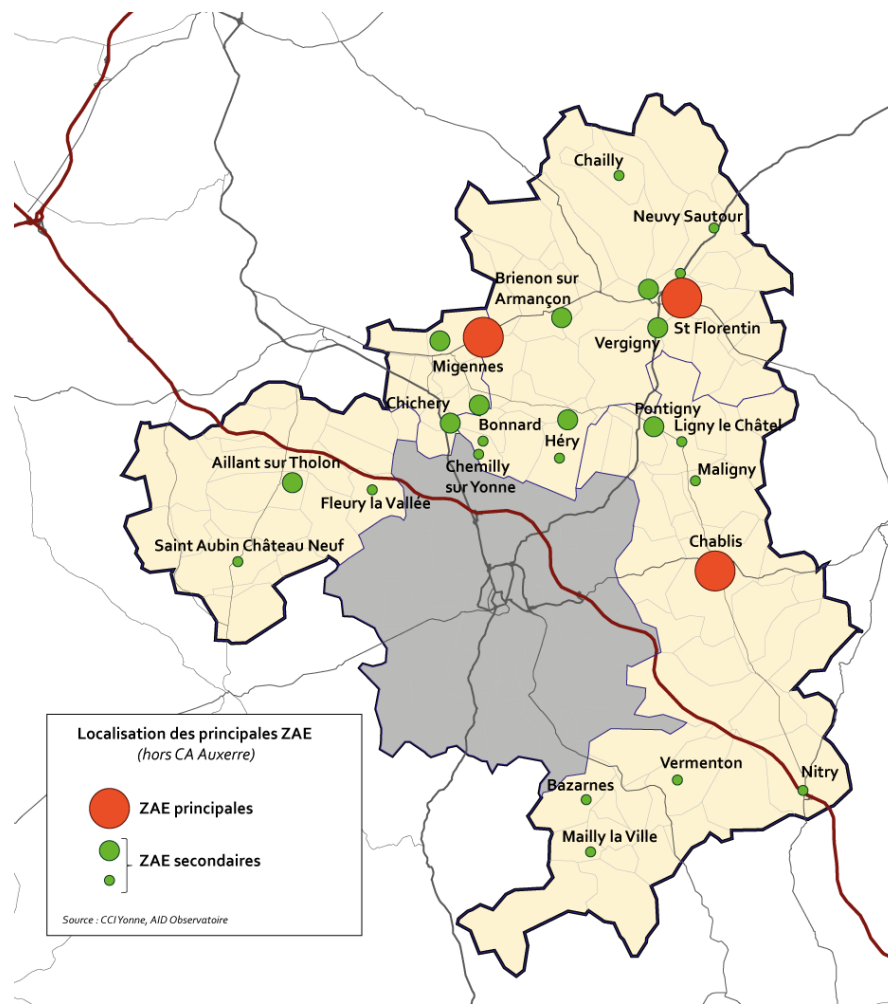 Chailly
Neuvy Sautour
Brienon sur
Armançon
St Florentin
Vergigny
Migennes
Chichery
Pontigny
Bonnard
Héry
Ligny le Châtel
Chemilly
sur Yonne
Aillant sur Tholon
Maligny
Fleury la Vallée
Saint Aubin Château Neuf
Chablis
Vermenton
Nitry
Bazarnes
Mailly la Ville
Localisation des principales ZAE
(hors CA Auxerre)
ZAE principales
ZAE secondaires
Source : CCI Yonne, AID Observatoire